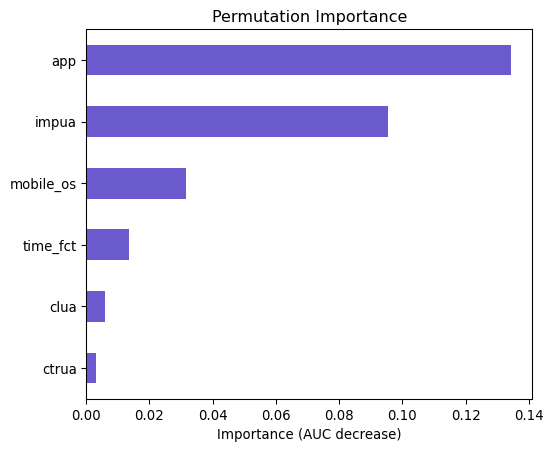 Permutation Importance
app
impua
mobile_os
time_fct
clua
ctrua
0.00 0.02 0.04 0.06 0.08 0.10 0.12 0.14
Importance (AUC decrease)